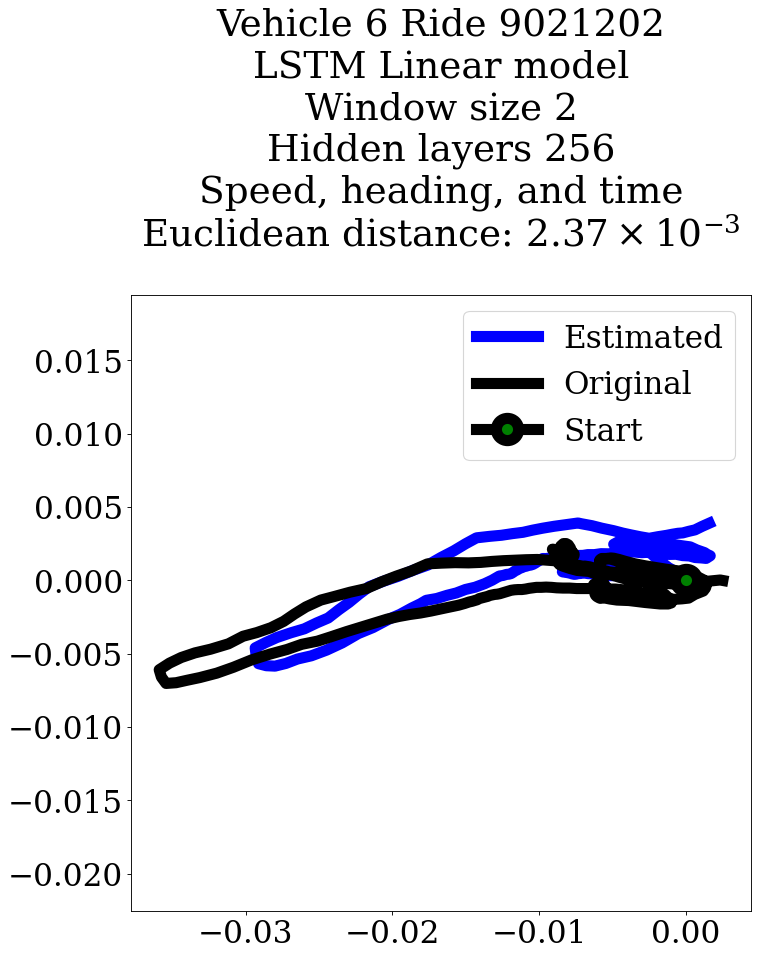 Vehicle 6 Ride 9021202
LSTM Linear model
Window size 2
Hidden layers 256
Speed, heading, and time
Euclidean distance: 2.37 × 10⁻³
Estimated
Original
Start
0.015
0.010
0.005
0.000
−0.005
−0.010
−0.015
−0.020
−0.03 −0.02 −0.01 0.00